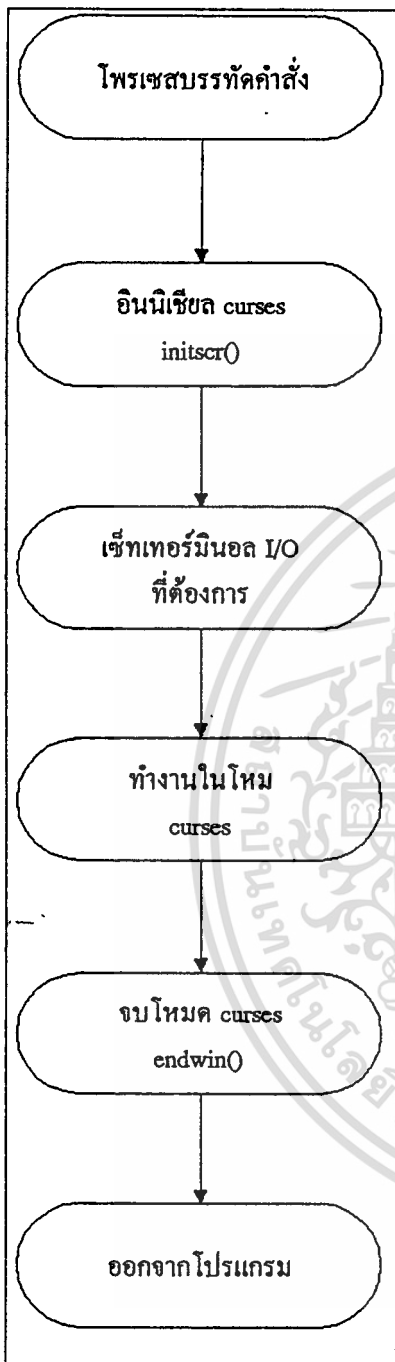 โพรเซสบรรทัดคำสั่ง
อินนิเชียล curses
initscr()
เซ็ทเทอร์มินอล I/O
ที่ต้องการ
ทำงานในโหม
curses
จบโหมด curses
endwin()
ออกจากโปรแกรม